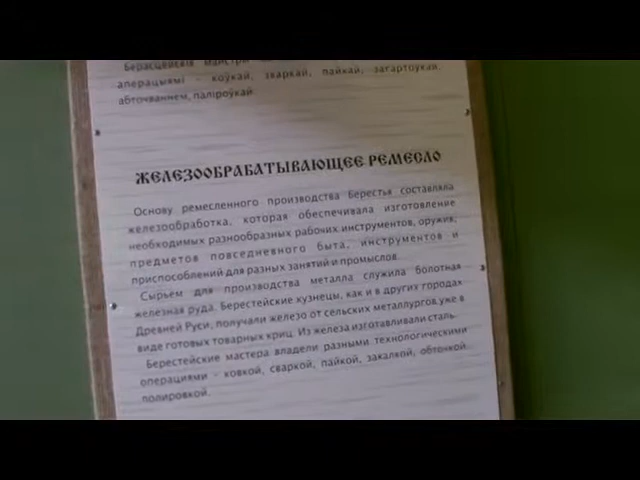 Берасцейскія майстры
аперацыямі - коўкай, зваркай, пайкай, загартоўкай,
абточваннем, паліроўкай.
ЖЕЛЕЗООБРАБАТЫВАЮЩЕЕ РЕМЕСЛО
Основу ремесленного производства Берестья составляла
железообработка, которая обеспечивала изготовление
необходимых разнообразных рабочих инструментов, оружия,
предметов повседневного быта, инструментов и
приспособлений для разных занятий и промыслов.
Сырьем для производства металла служила болотная
железная руда. Берестейские кузнецы, как и в других городах
Древней Руси, получали железо от сельских металлургов уже в
виде готовых товарных криц. Из железа изготавливали сталь.
Берестейские мастера владели разными технологическими
операциями - ковкой, сваркой, пайкой, закалкой, обточкой,
полировкой.